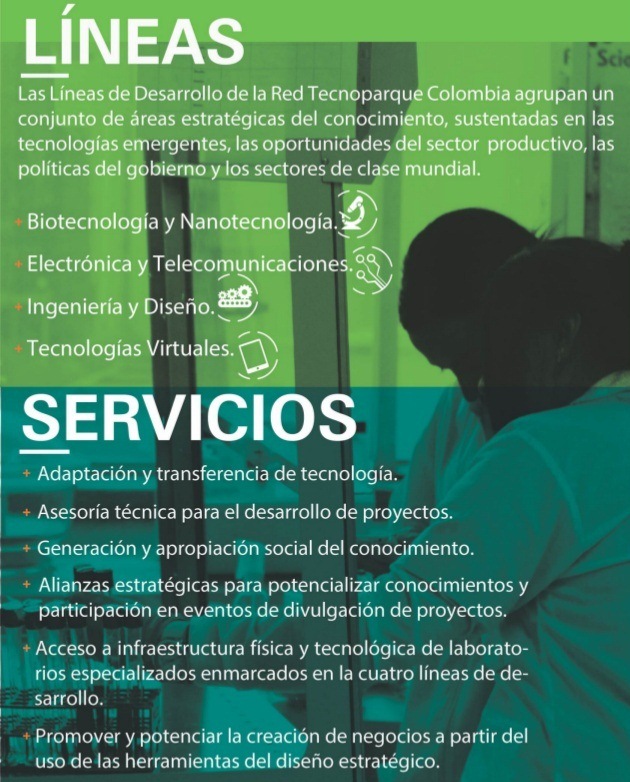 LÍNEAS
F Scie
Las Líneas de Desarrollo de la Red Tecnoparque Colombia agrupan un
conjunto de áreas estratégicas del conocimiento, sustentadas en las
tecnologías emergentes, las oportunidades del sector productivo, las
políticas del gobierno y los sectores de clase mundial.
+ Biotecnología y Nanotecnología.
+ Electrónica y Telecomunicaciones.
+ Ingeniería y Diseño.
+ Tecnologías Virtuales.
SERVICIOS
+ Adaptación y transferencia de tecnología.
+ Asesoría técnica para el desarrollo de proyectos.
+ Generación y apropiación social del conocimiento.
+ Alianzas estratégicas para potencializar conocimientos y
participación en eventos de divulgación de proyectos.
+ Acceso a infraestructura física y tecnológica de laborato-
rios especializados enmarcados en la cuatro líneas de de-
sarrollo.
+ Promover y potenciar la creación de negocios a partir del
uso de las herramientas del diseño estratégico.